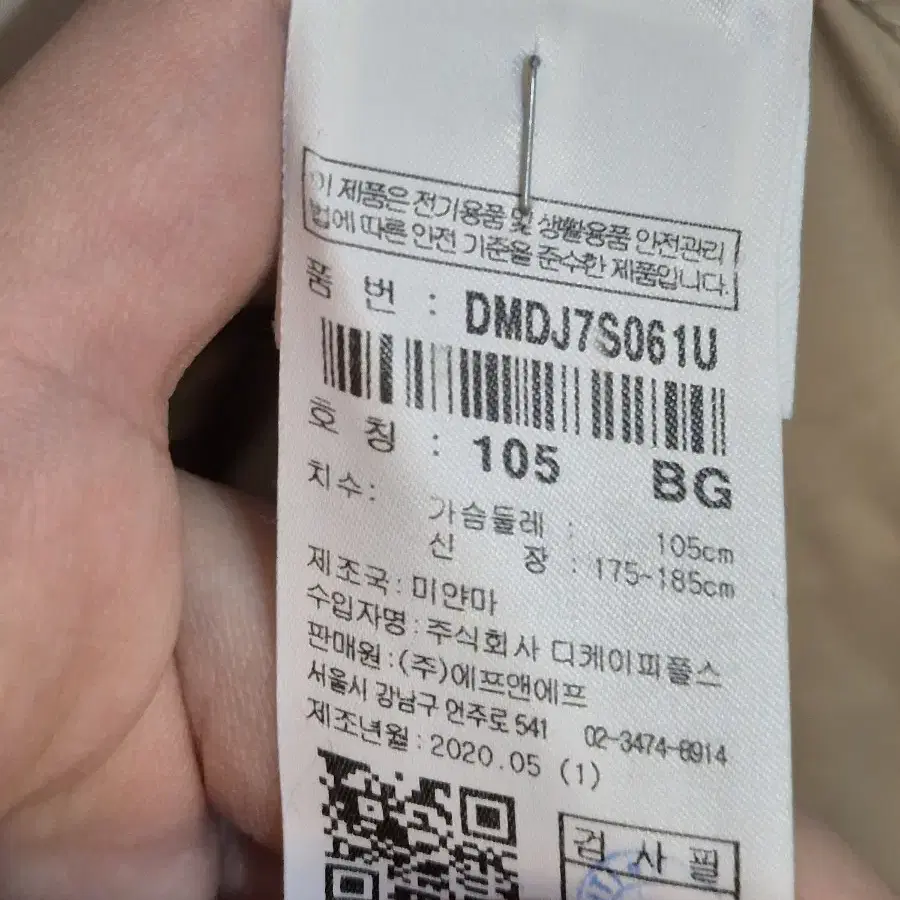 이 제품은 전기용품 및 생활용품 안전관리
법에 따른 안전 기준을 준수한 제품입니다.
품 번 : DMDJ7S061U
호 칭 : 105 BG
치수 :
가슴둘레 : 105cm
신 장 : 175~185cm
제조국 : 미얀마
수입자명 : 주식회사 디케이피플스
판매원 : (주)에프앤에프
서울시 강남구 언주로 541 02-3474-8914
제조년월 : 2020.05 (1)
검 사 필